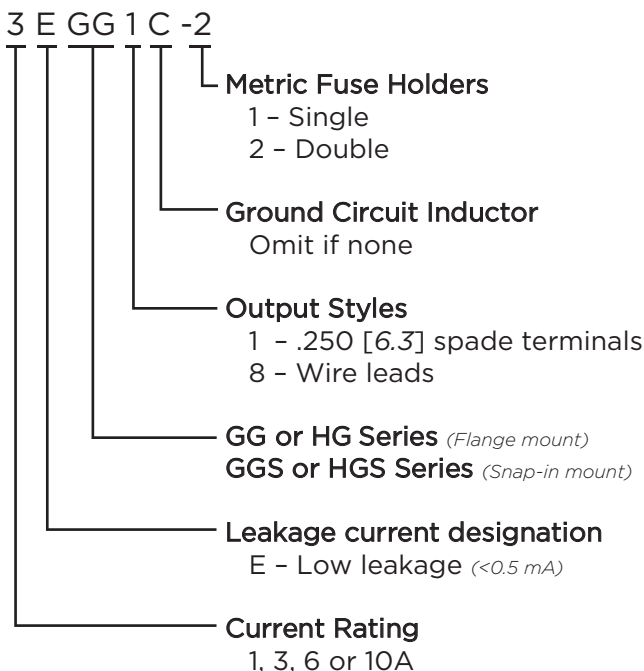 3 E GG 1 C -2
Metric Fuse Holders
1 – Single
2 – Double
Ground Circuit Inductor
Omit if none
Output Styles
1 – .250 [6.3] spade terminals
8 – Wire leads
GG or HG Series (Flange mount)
GGS or HGS Series (Snap-in mount)
Leakage current designation
E – Low leakage (<0.5 mA)
Current Rating
1, 3, 6 or 10A